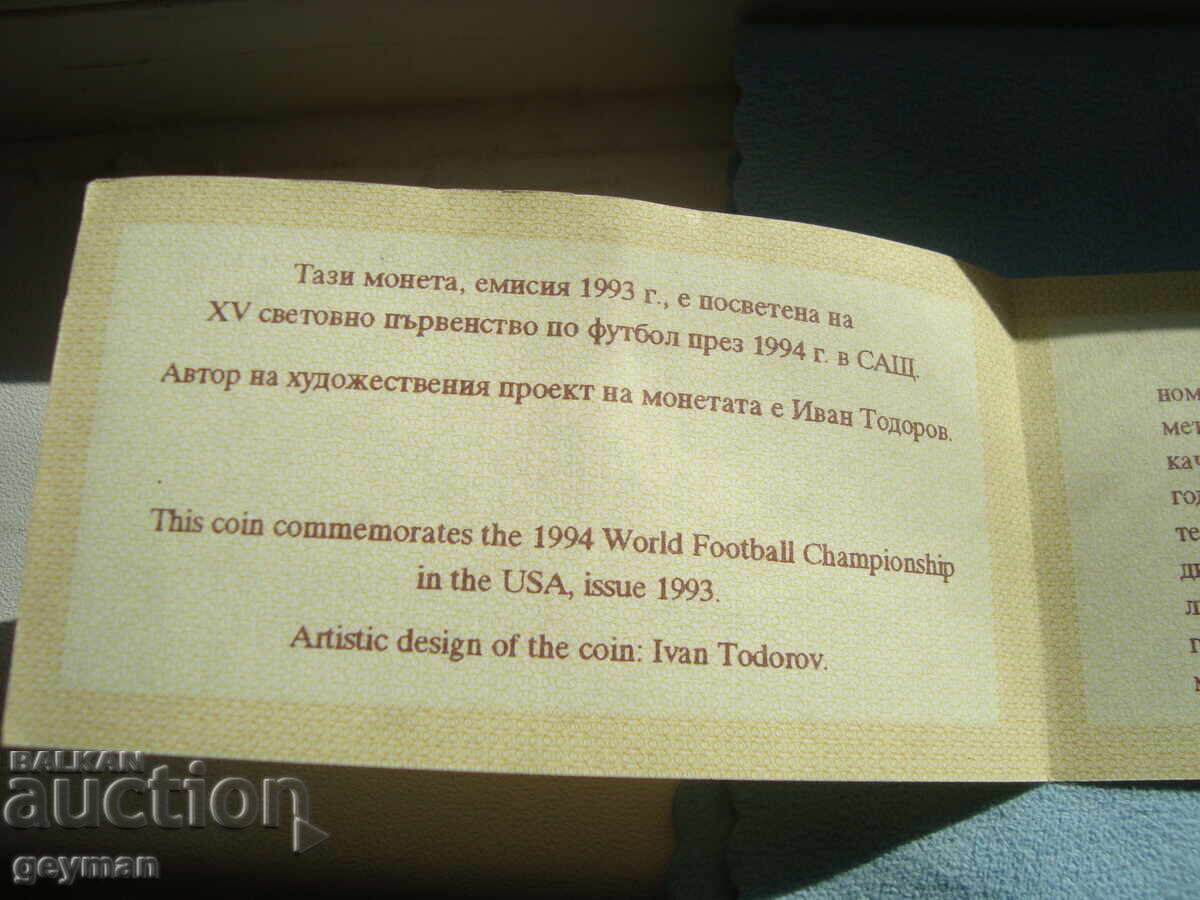 Тази монета, емисия 1993 г., е посветена на
XV световно първенство по футбол през 1994 г. в САЩ.
Автор на художествения проект на монетата е Иван Тодоров.
This coin commemorates the 1994 World Football Championship
in the USA, issue 1993.
Artistic design of the coin: Ivan Todorov.
BALKAN
auction
geyman